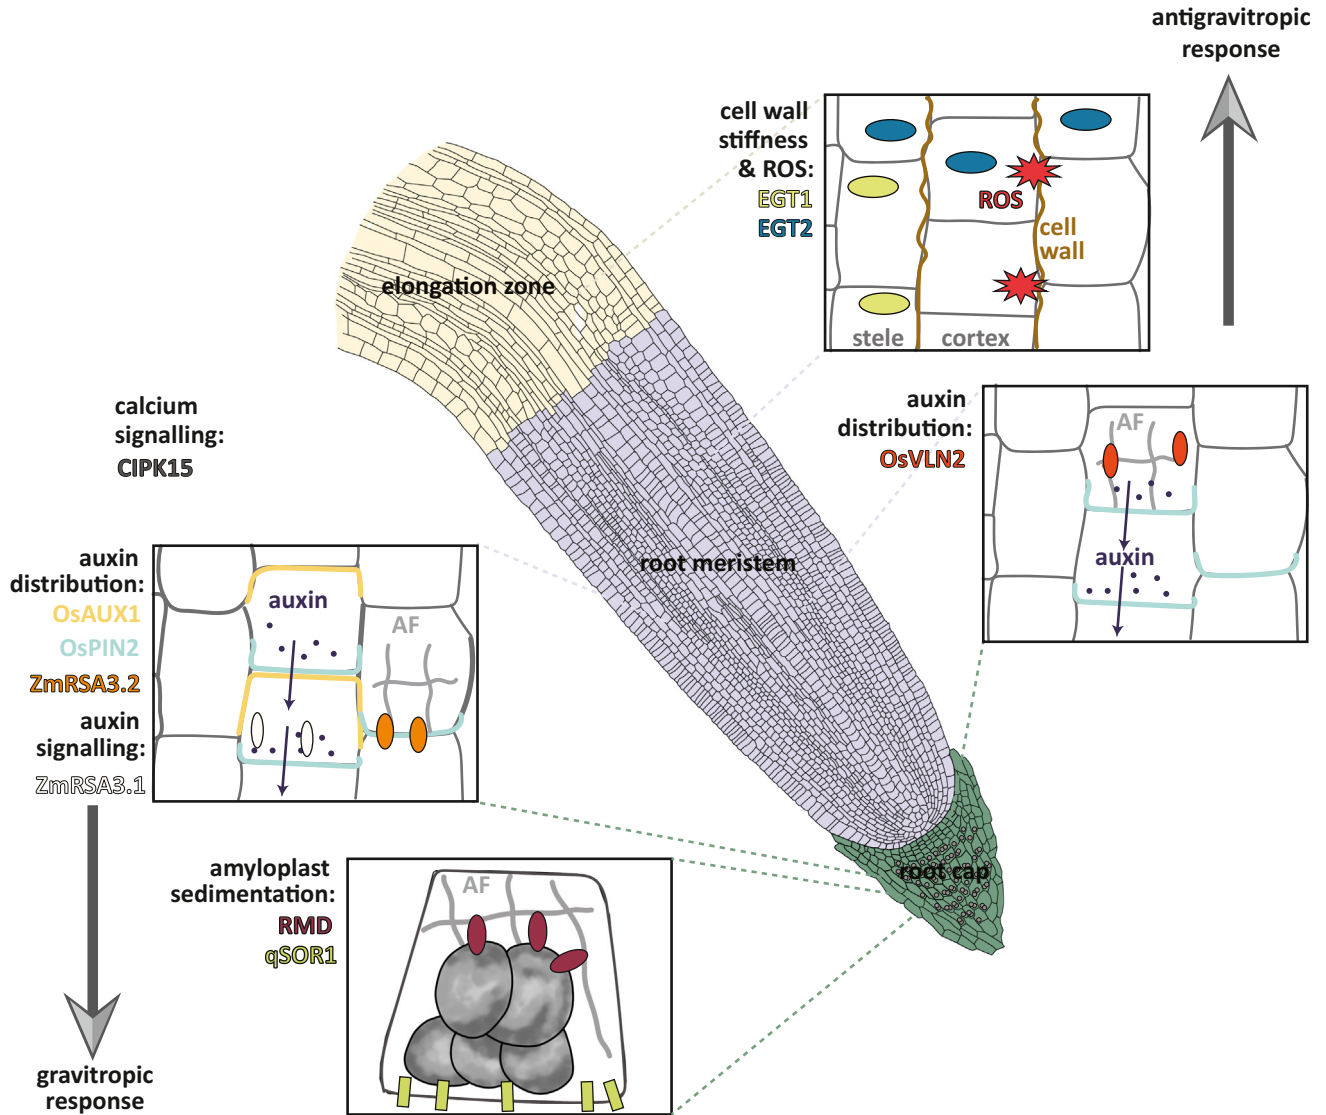 antigravitropic
response
cell wall
stiffness
& ROS:
EGT1
EGT2
ROS
cell
wall
stele
cortex
elongation zone
calcium
signalling:
CIPK15
auxin
distribution:
OsVLN2
AF
auxin
root meristem
auxin
distribution:
OsAUX1
OsPIN2
ZmRSA3.2
auxin
signalling:
ZmRSA3.1
auxin
AF
root cap
amyloplast
sedimentation:
RMD
qSOR1
AF
gravitropic
response